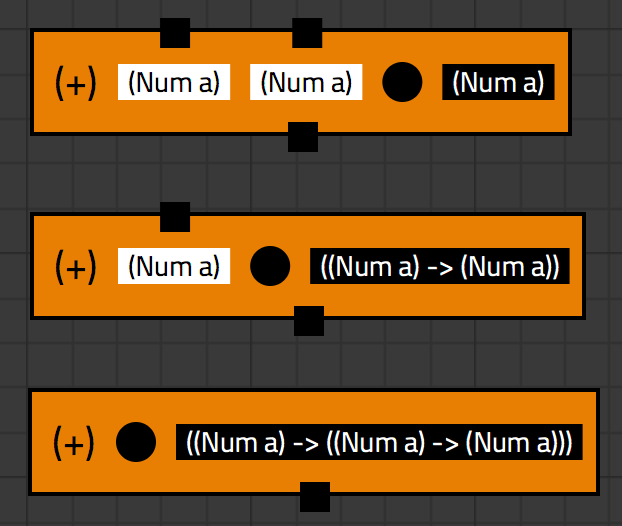 (+) (Num a) (Num a) (Num a)
(+) (Num a) ((Num a) -> (Num a))
(+) ((Num a) -> ((Num a) -> (Num a)))